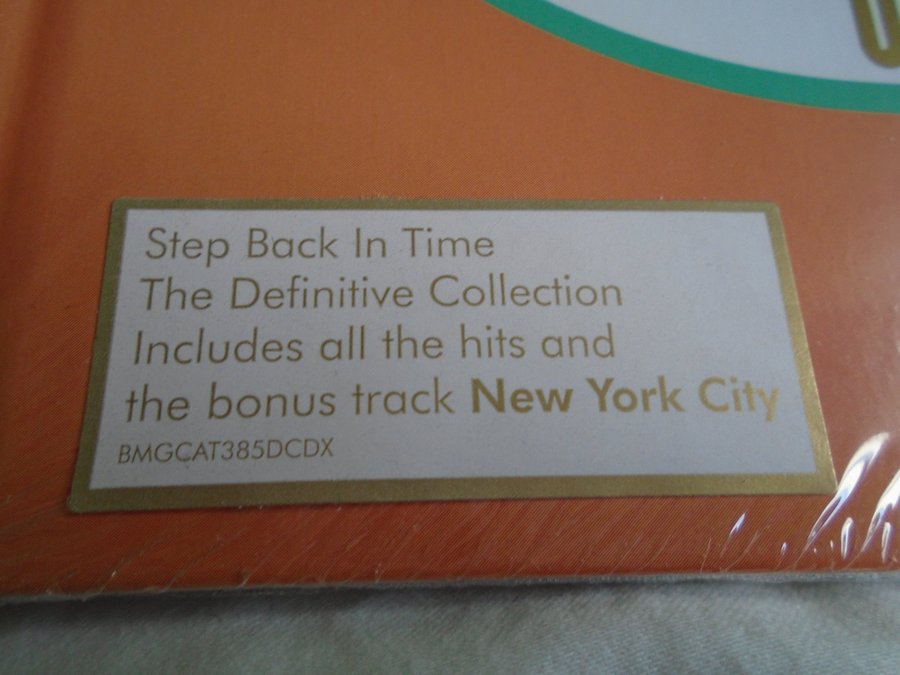 Step Back In Time
The Definitive Collection
Includes all the hits and
the bonus track New York City
BMGCAT385DCDX